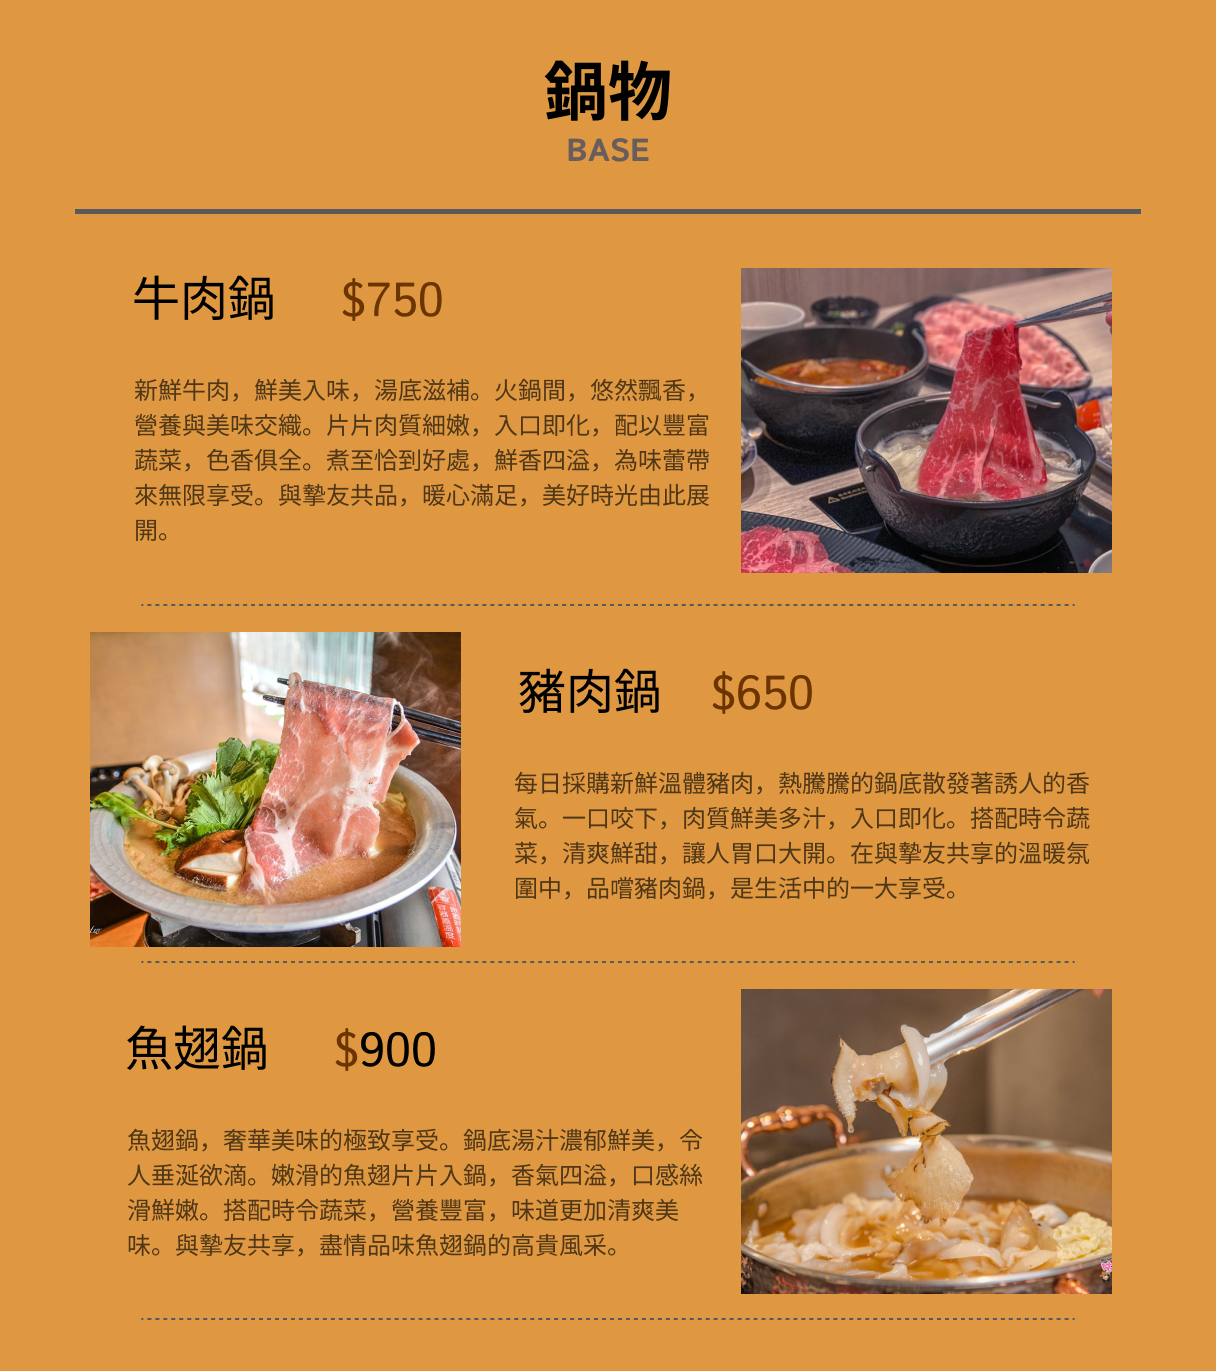 鍋物
BASE
牛肉鍋 $750
新鮮牛肉，鮮美入味，湯底滋補。火鍋間，悠然飄香，
營養與美味交織。片片肉質細嫩，入口即化，配以豐富
蔬菜，色香俱全。煮至恰到好處，鮮香四溢，為味蕾帶
來無限享受。與摯友共品，暖心滿足，美好時光由此展
開。
豬肉鍋 $650
每日採購新鮮溫體豬肉，熱騰騰的鍋底散發著誘人的香
氣。一口咬下，肉質鮮美多汁，入口即化。搭配時令蔬
菜，清爽鮮甜，讓人胃口大開。在與摯友共享的溫暖氛
圍中，品嚐豬肉鍋，是生活中的一大享受。
魚翅鍋 $900
魚翅鍋，奢華美味的極致享受。鍋底湯汁濃郁鮮美，令
人垂涎欲滴。嫩滑的魚翅片片入鍋，香氣四溢，口感絲
滑鮮嫩。搭配時令蔬菜，營養豐富，味道更加清爽美
味。與摯友共享，盡情品味魚翅鍋的高貴風采。